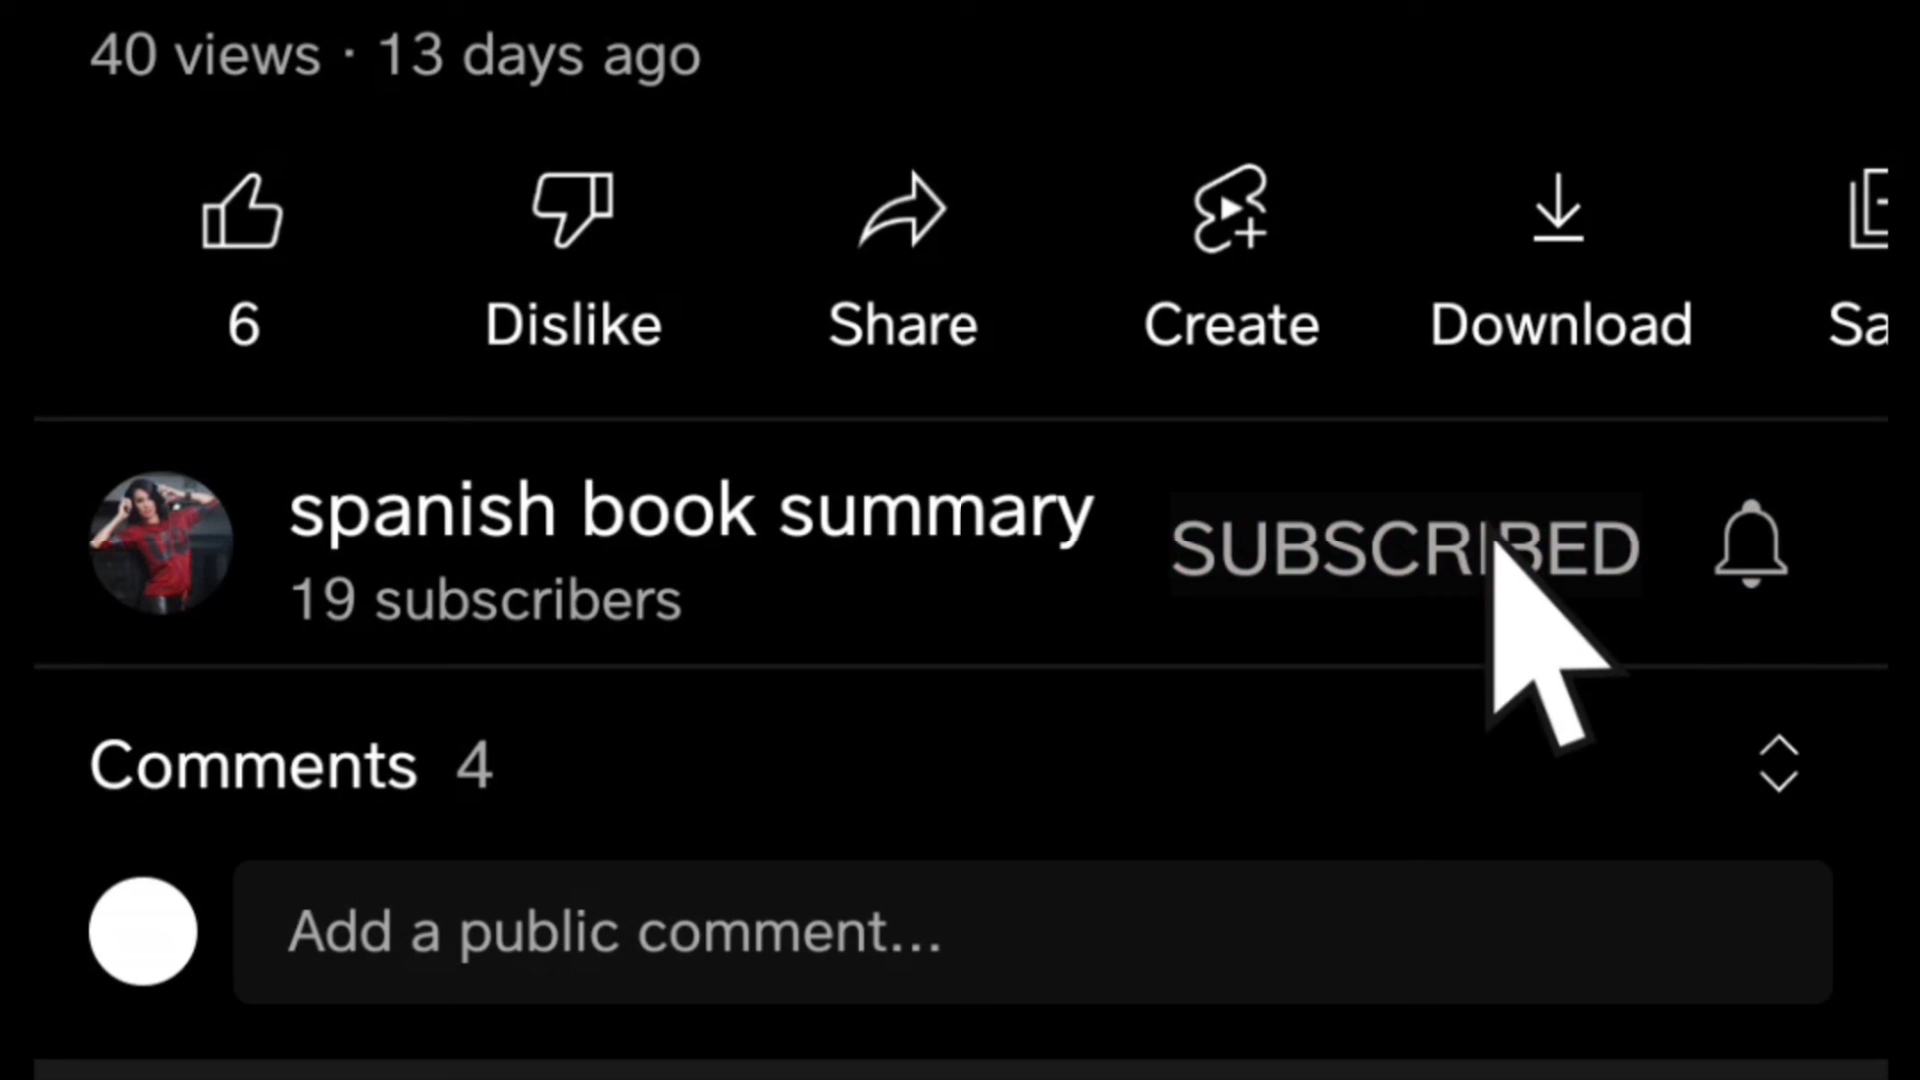 40 views · 13 days ago
6 Dislike Share Create Download Sa
spanish book summary
SUBSCRIBED
19 subscribers
Comments 4
Add a public comment...